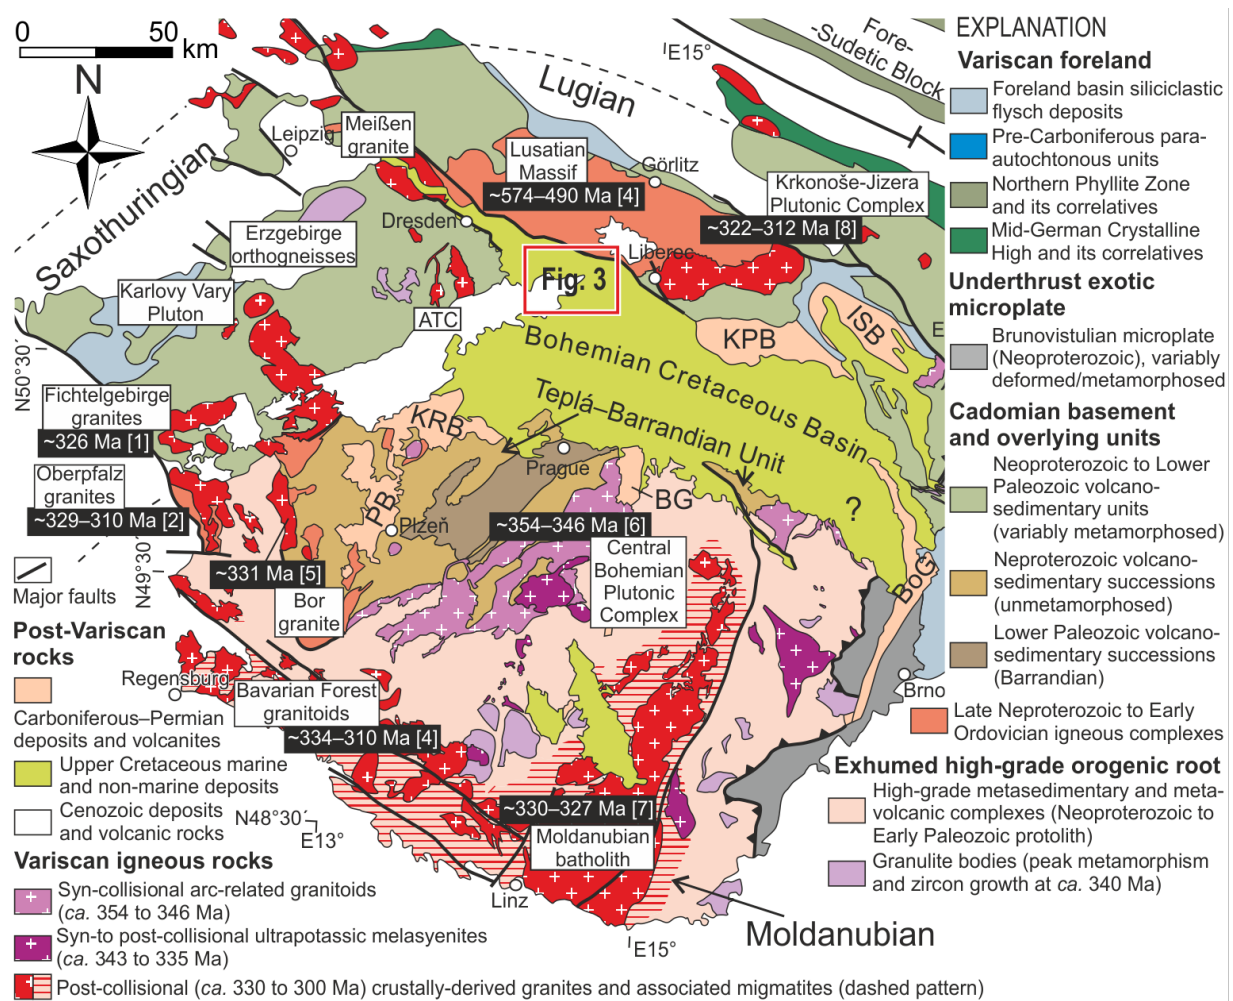 0 50
km
N
E15°
Fore-
-Sudetic Block
Lugian
Leipzig
Meißen
granite
Saxothuringian
Lusatian
Massif
~574–490 Ma [4]
Görlitz
Krkonoše-Jizera
Plutonic Complex
~322–312 Ma [8]
Dresden
Erzgebirge
orthogneisses
Liberec
Fig. 3
Karlovy Vary
Pluton
ATC
KPB
ISB
E
N50°30´
Bohemian Cretaceous Basin
Teplá–Barrandian Unit
Fichtelgebirge
granites
~326 Ma [1]
KRB
Prague
Oberpfalz
granites
~329–310 Ma [2]
PB
Plzeň
BG
?
~354–346 Ma [6]
Central
Bohemian
Plutonic
Complex
BoG
~331 Ma [5]
Bor
granite
N49°30´
Major faults
Regensburg
Bavarian Forest
granitoids
~334–310 Ma [4]
Brno
~330–327 Ma [7]
Moldanubian
batholith
N48°30´
E13°
Linz
E15°
Moldanubian
Post-Variscan
rocks
Carboniferous–Permian
deposits and volcanites
Upper Cretaceous marine
and non-marine deposits
Cenozoic deposits
and volcanic rocks
Variscan igneous rocks
Syn-collisional arc-related granitoids
(ca. 354 to 346 Ma)
Syn-to post-collisional ultrapotassic melasyenites
(ca. 343 to 335 Ma)
Post-collisional (ca. 330 to 300 Ma) crustally-derived granites and associated migmatites (dashed pattern)
EXPLANATION
Variscan foreland
Foreland basin siliciclastic
flysch deposits
Pre-Carboniferous para-
autochtonous units
Northern Phyllite Zone
and its correlatives
Mid-German Crystalline
High and its correlatives
Underthrust exotic
microplate
Brunovistulian microplate
(Neoproterozoic), variably
deformed/metamorphosed
Cadomian basement
and overlying units
Neoproterozoic to Lower
Paleozoic volcano-
sedimentary units
(variably metamorphosed)
Neproterozoic volcano-
sedimentary successions
(unmetamorphosed)
Lower Paleozoic volcano-
sedimentary successions
(Barrandian)
Late Neproterozoic to Early
Ordovician igneous complexes
Exhumed high-grade orogenic root
High-grade metasedimentary and meta-
volcanic complexes (Neoproterozoic to
Early Paleozoic protolith)
Granulite bodies (peak metamorphism
and zircon growth at ca. 340 Ma)